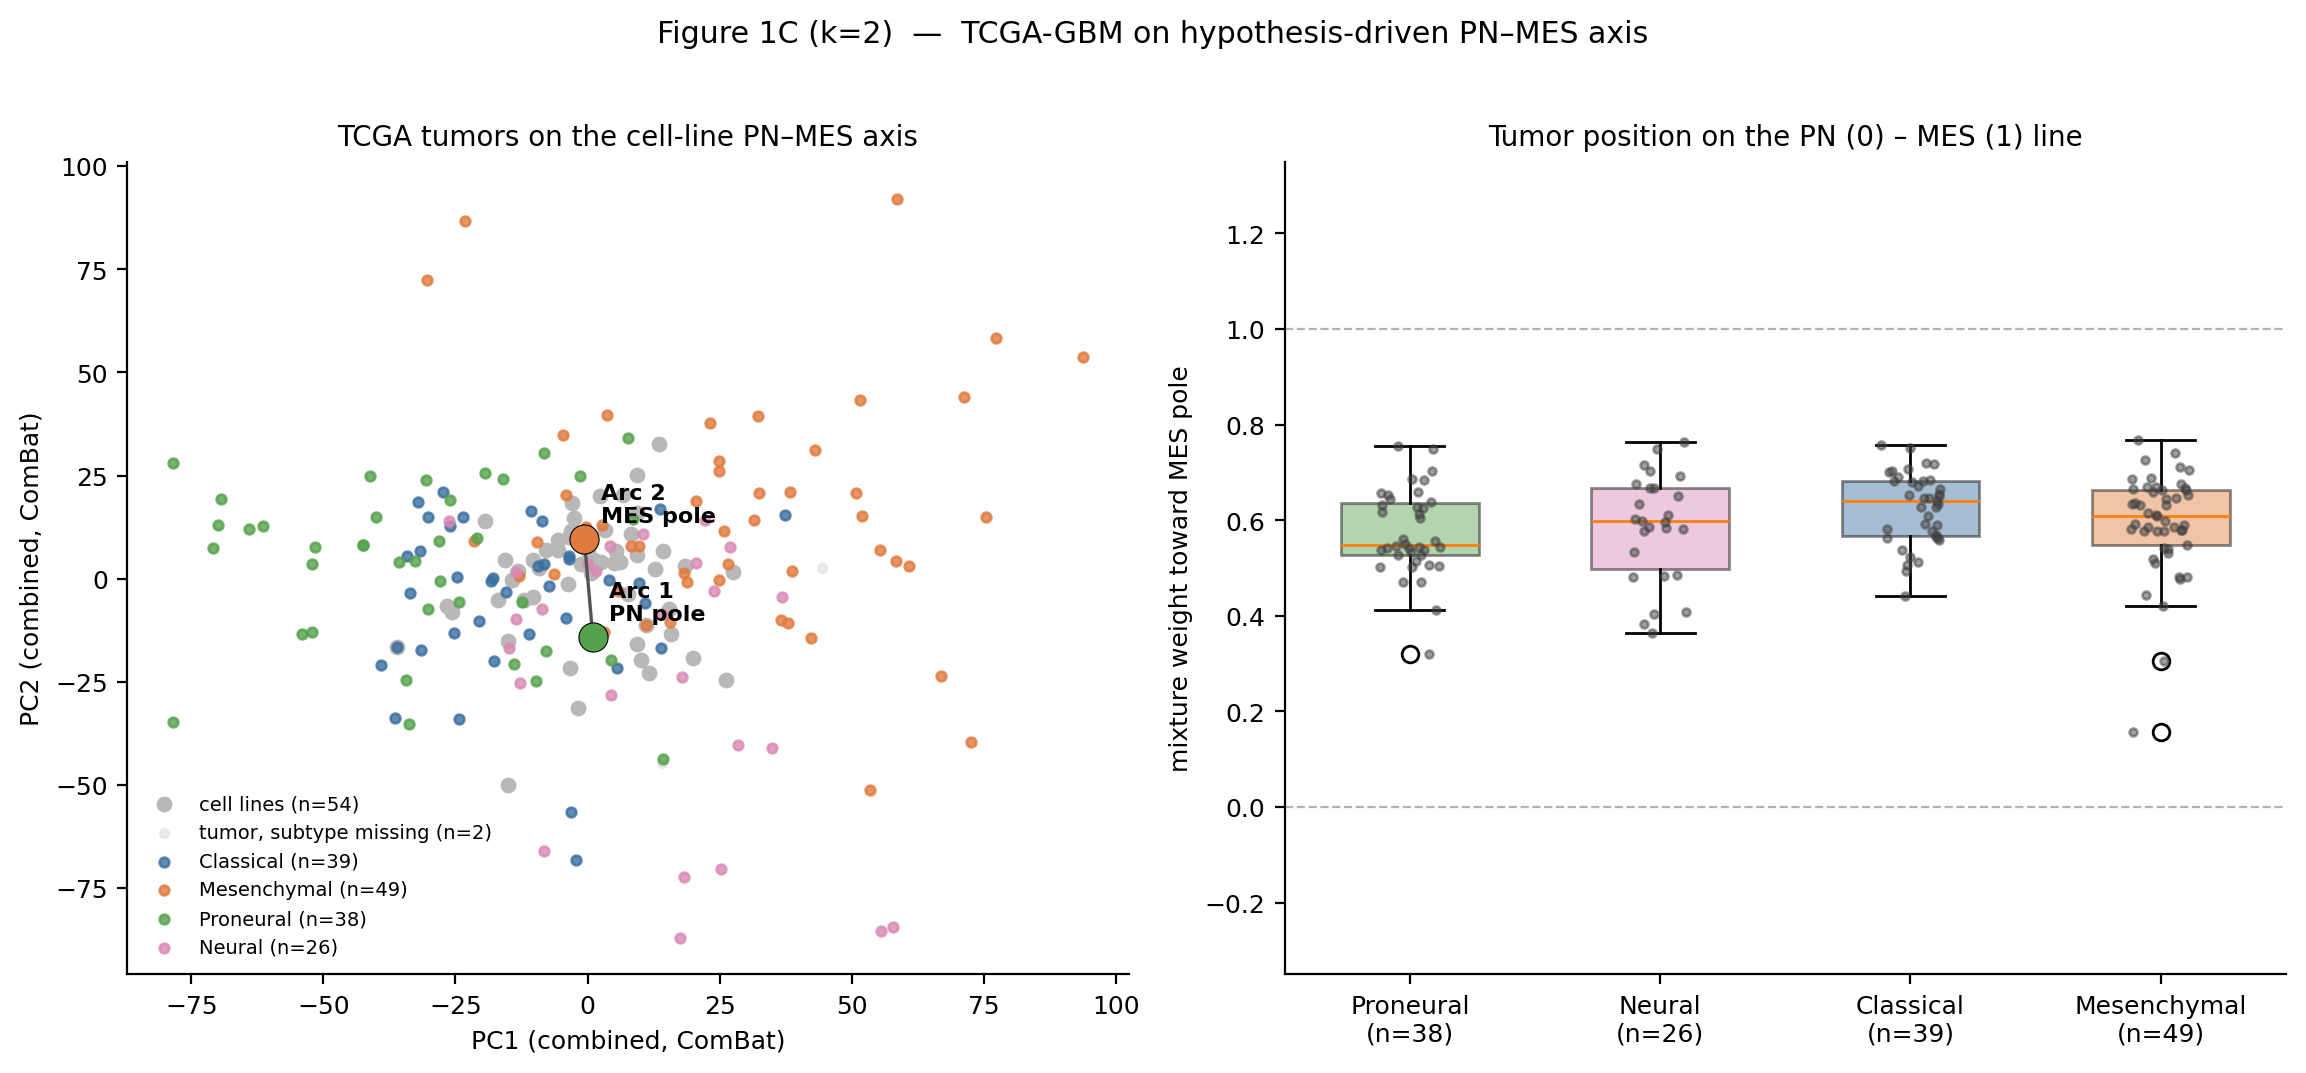 Figure 1C (k=2)  —  TCGA-GBM on hypothesis-driven PN–MES axis
TCGA tumors on the cell-line PN–MES axis
100
75
50
25
0
−25
−50
−75
PC2 (combined, ComBat)
Arc 2
MES pole
Arc 1
PN pole
cell lines (n=54)
tumor, subtype missing (n=2)
Classical (n=39)
Mesenchymal (n=49)
Proneural (n=38)
Neural (n=26)
−75
−50
−25
0
25
50
75
100
PC1 (combined, ComBat)
Tumor position on the PN (0) – MES (1) line
1.2
1.0
0.8
0.6
0.4
0.2
0.0
−0.2
mixture weight toward MES pole
Proneural
(n=38)
Neural
(n=26)
Classical
(n=39)
Mesenchymal
(n=49)